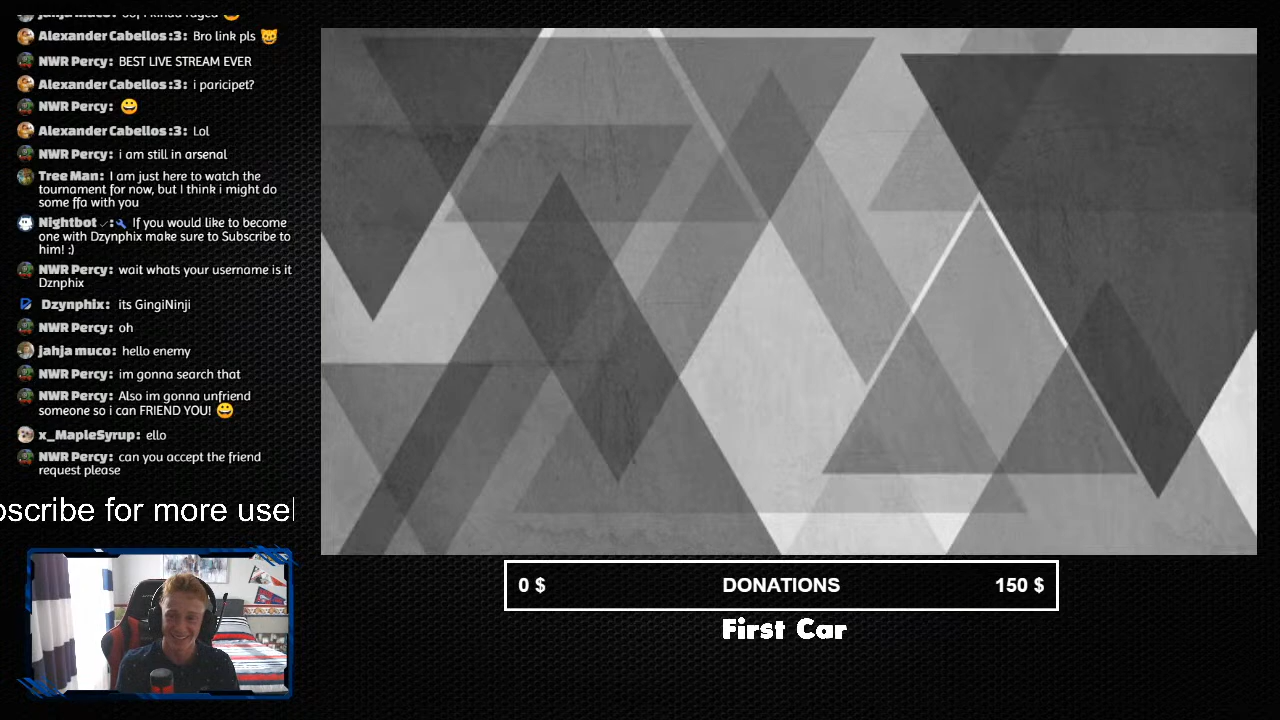 Alexander Cabellos :3: Bro link pls 😺
NWR Percy: BEST LIVE STREAM EVER
Alexander Cabellos :3: i paricipet?
NWR Percy: 😀
Alexander Cabellos :3: Lol
NWR Percy: i am still in arsenal
Tree Man: I am just here to watch the
tournament for now, but I think i might do
some ffa with you
Nightbot ✓:🔧 If you would like to become
one with Dzynphix make sure to Subscribe to
him! :)
NWR Percy: wait whats your username is it
Dznphix
Dzynphix: its GingiNinji
NWR Percy: oh
jahja muco: hello enemy
NWR Percy: im gonna search that
NWR Percy: Also im gonna unfriend
someone so i can FRIEND YOU! 😀
x_MapleSyrup: ello
NWR Percy: can you accept the friend
request please
bscribe for more use
0 $ DONATIONS 150 $
First Car